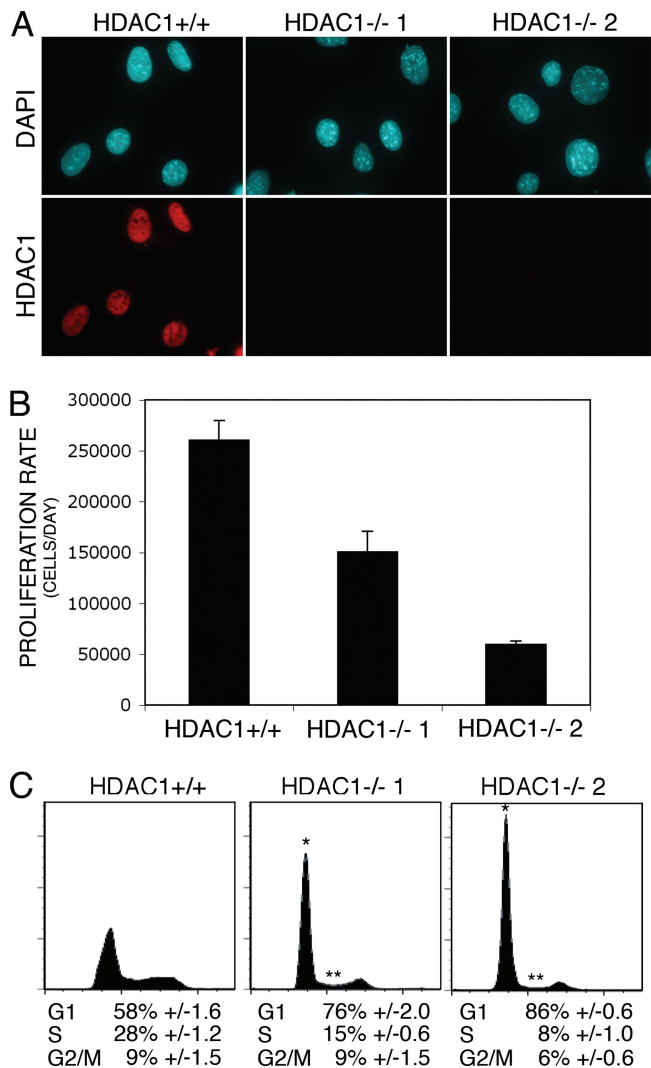 A
HDAC1+/+ HDAC1-/- 1 HDAC1-/- 2
DAPI
HDAC1
B
PROLIFERATION RATE
(CELLS/DAY)
300000
250000
200000
150000
100000
50000
0
HDAC1+/+ HDAC1-/- 1 HDAC1-/- 2
C
HDAC1+/+ HDAC1-/- 1 HDAC1-/- 2
* *
** **
G1 58% +/-1.6 G1 76% +/-2.0 G1 86% +/-0.6
S 28% +/-1.2 S 15% +/-0.6 S 8% +/-1.0
G2/M 9% +/-1.5 G2/M 9% +/-1.5 G2/M 6% +/-0.6